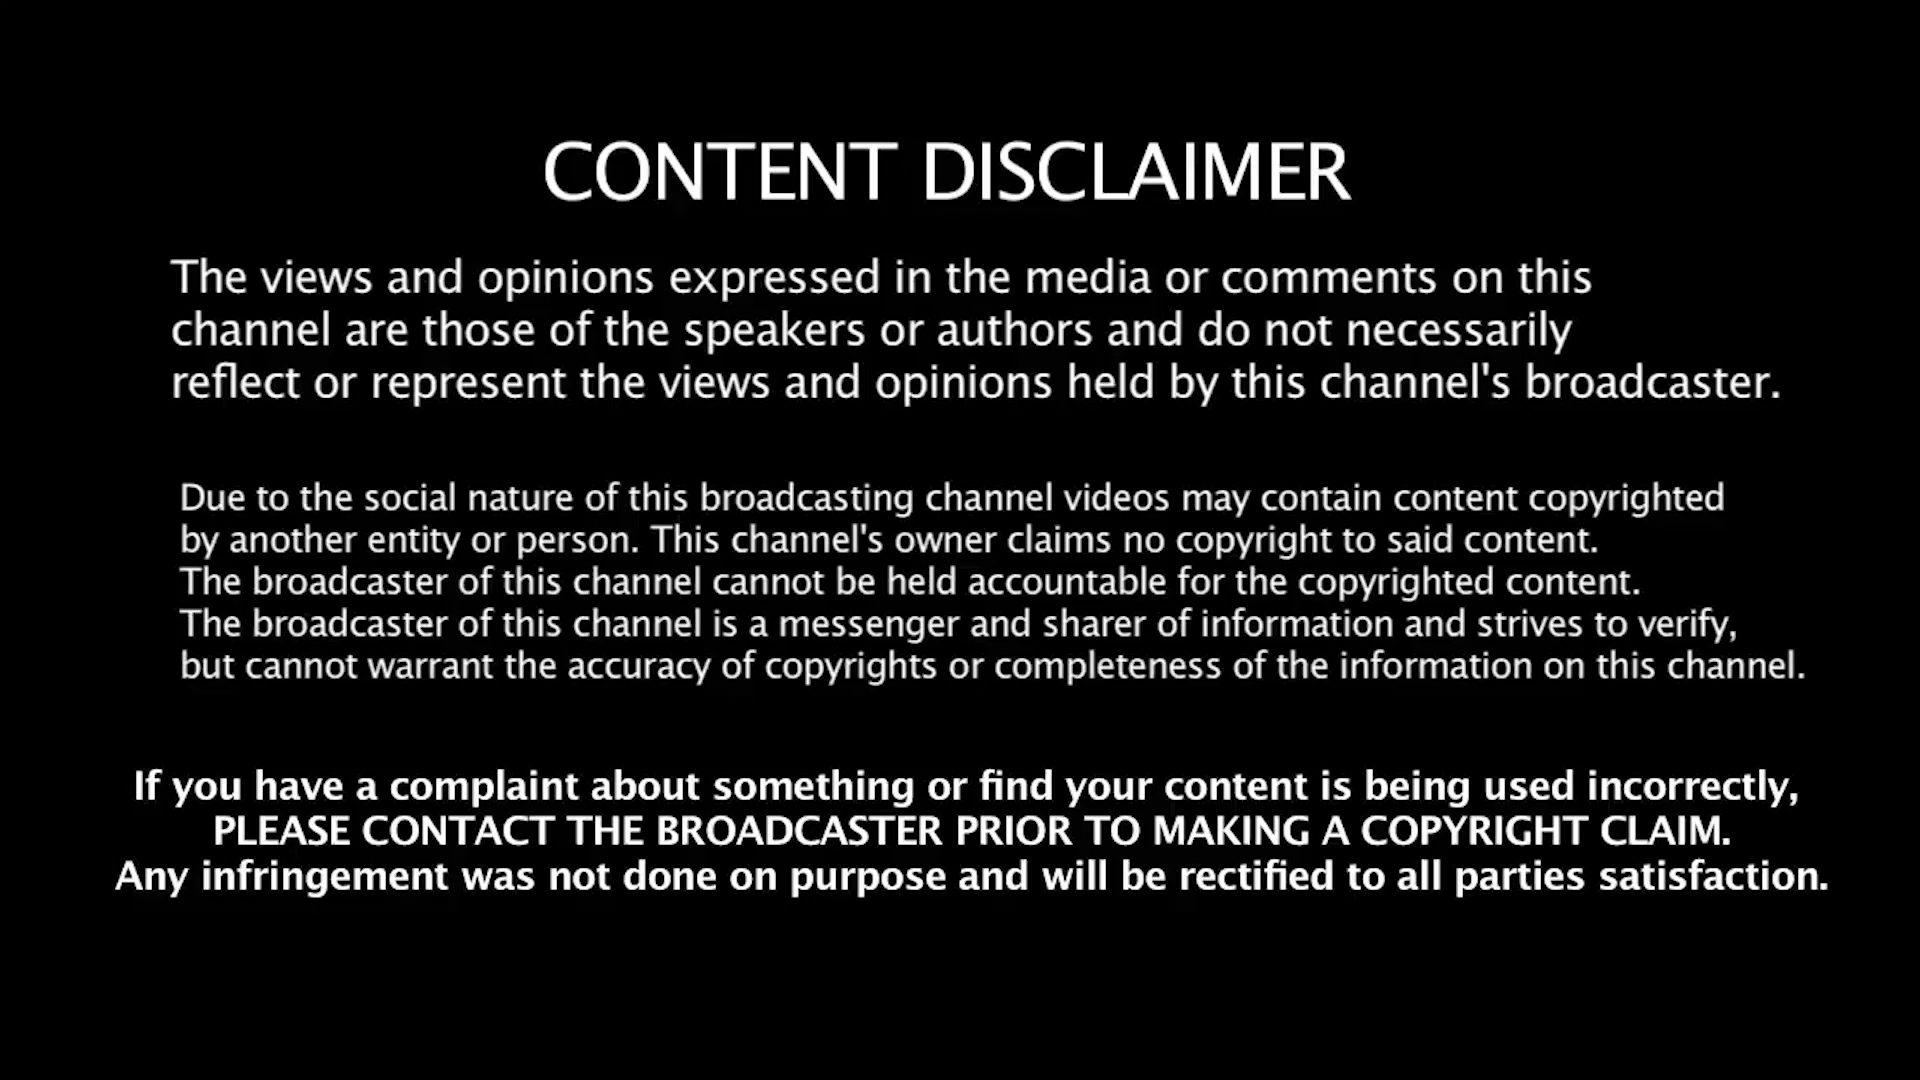 CONTENT DISCLAIMER
The views and opinions expressed in the media or comments on this
channel are those of the speakers or authors and do not necessarily
reflect or represent the views and opinions held by this channel's broadcaster.
Due to the social nature of this broadcasting channel videos may contain content copyrighted
by another entity or person. This channel's owner claims no copyright to said content.
The broadcaster of this channel cannot be held accountable for the copyrighted content.
The broadcaster of this channel is a messenger and sharer of information and strives to verify,
but cannot warrant the accuracy of copyrights or completeness of the information on this channel.
If you have a complaint about something or find your content is being used incorrectly,
PLEASE CONTACT THE BROADCASTER PRIOR TO MAKING A COPYRIGHT CLAIM.
Any infringement was not done on purpose and will be rectified to all parties satisfaction.